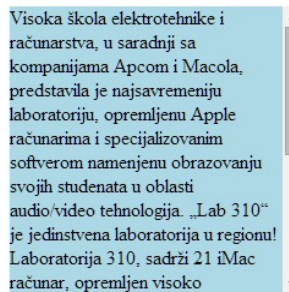 Visoka škola elektrotehnike i
računarstva, u saradnji sa
kompanijama Apcom i Macola,
predstavila je najsavremeniju
laboratoriju, opremljenu Apple
računarima i specijalizovanim
softverom namenjenu obrazovanju
svojih studenata u oblasti
audio/video tehnologija. „Lab 310“
je jedinstvena laboratorija u regionu!
Laboratorija 310, sadrži 21 iMac
računar, opremljen visoko